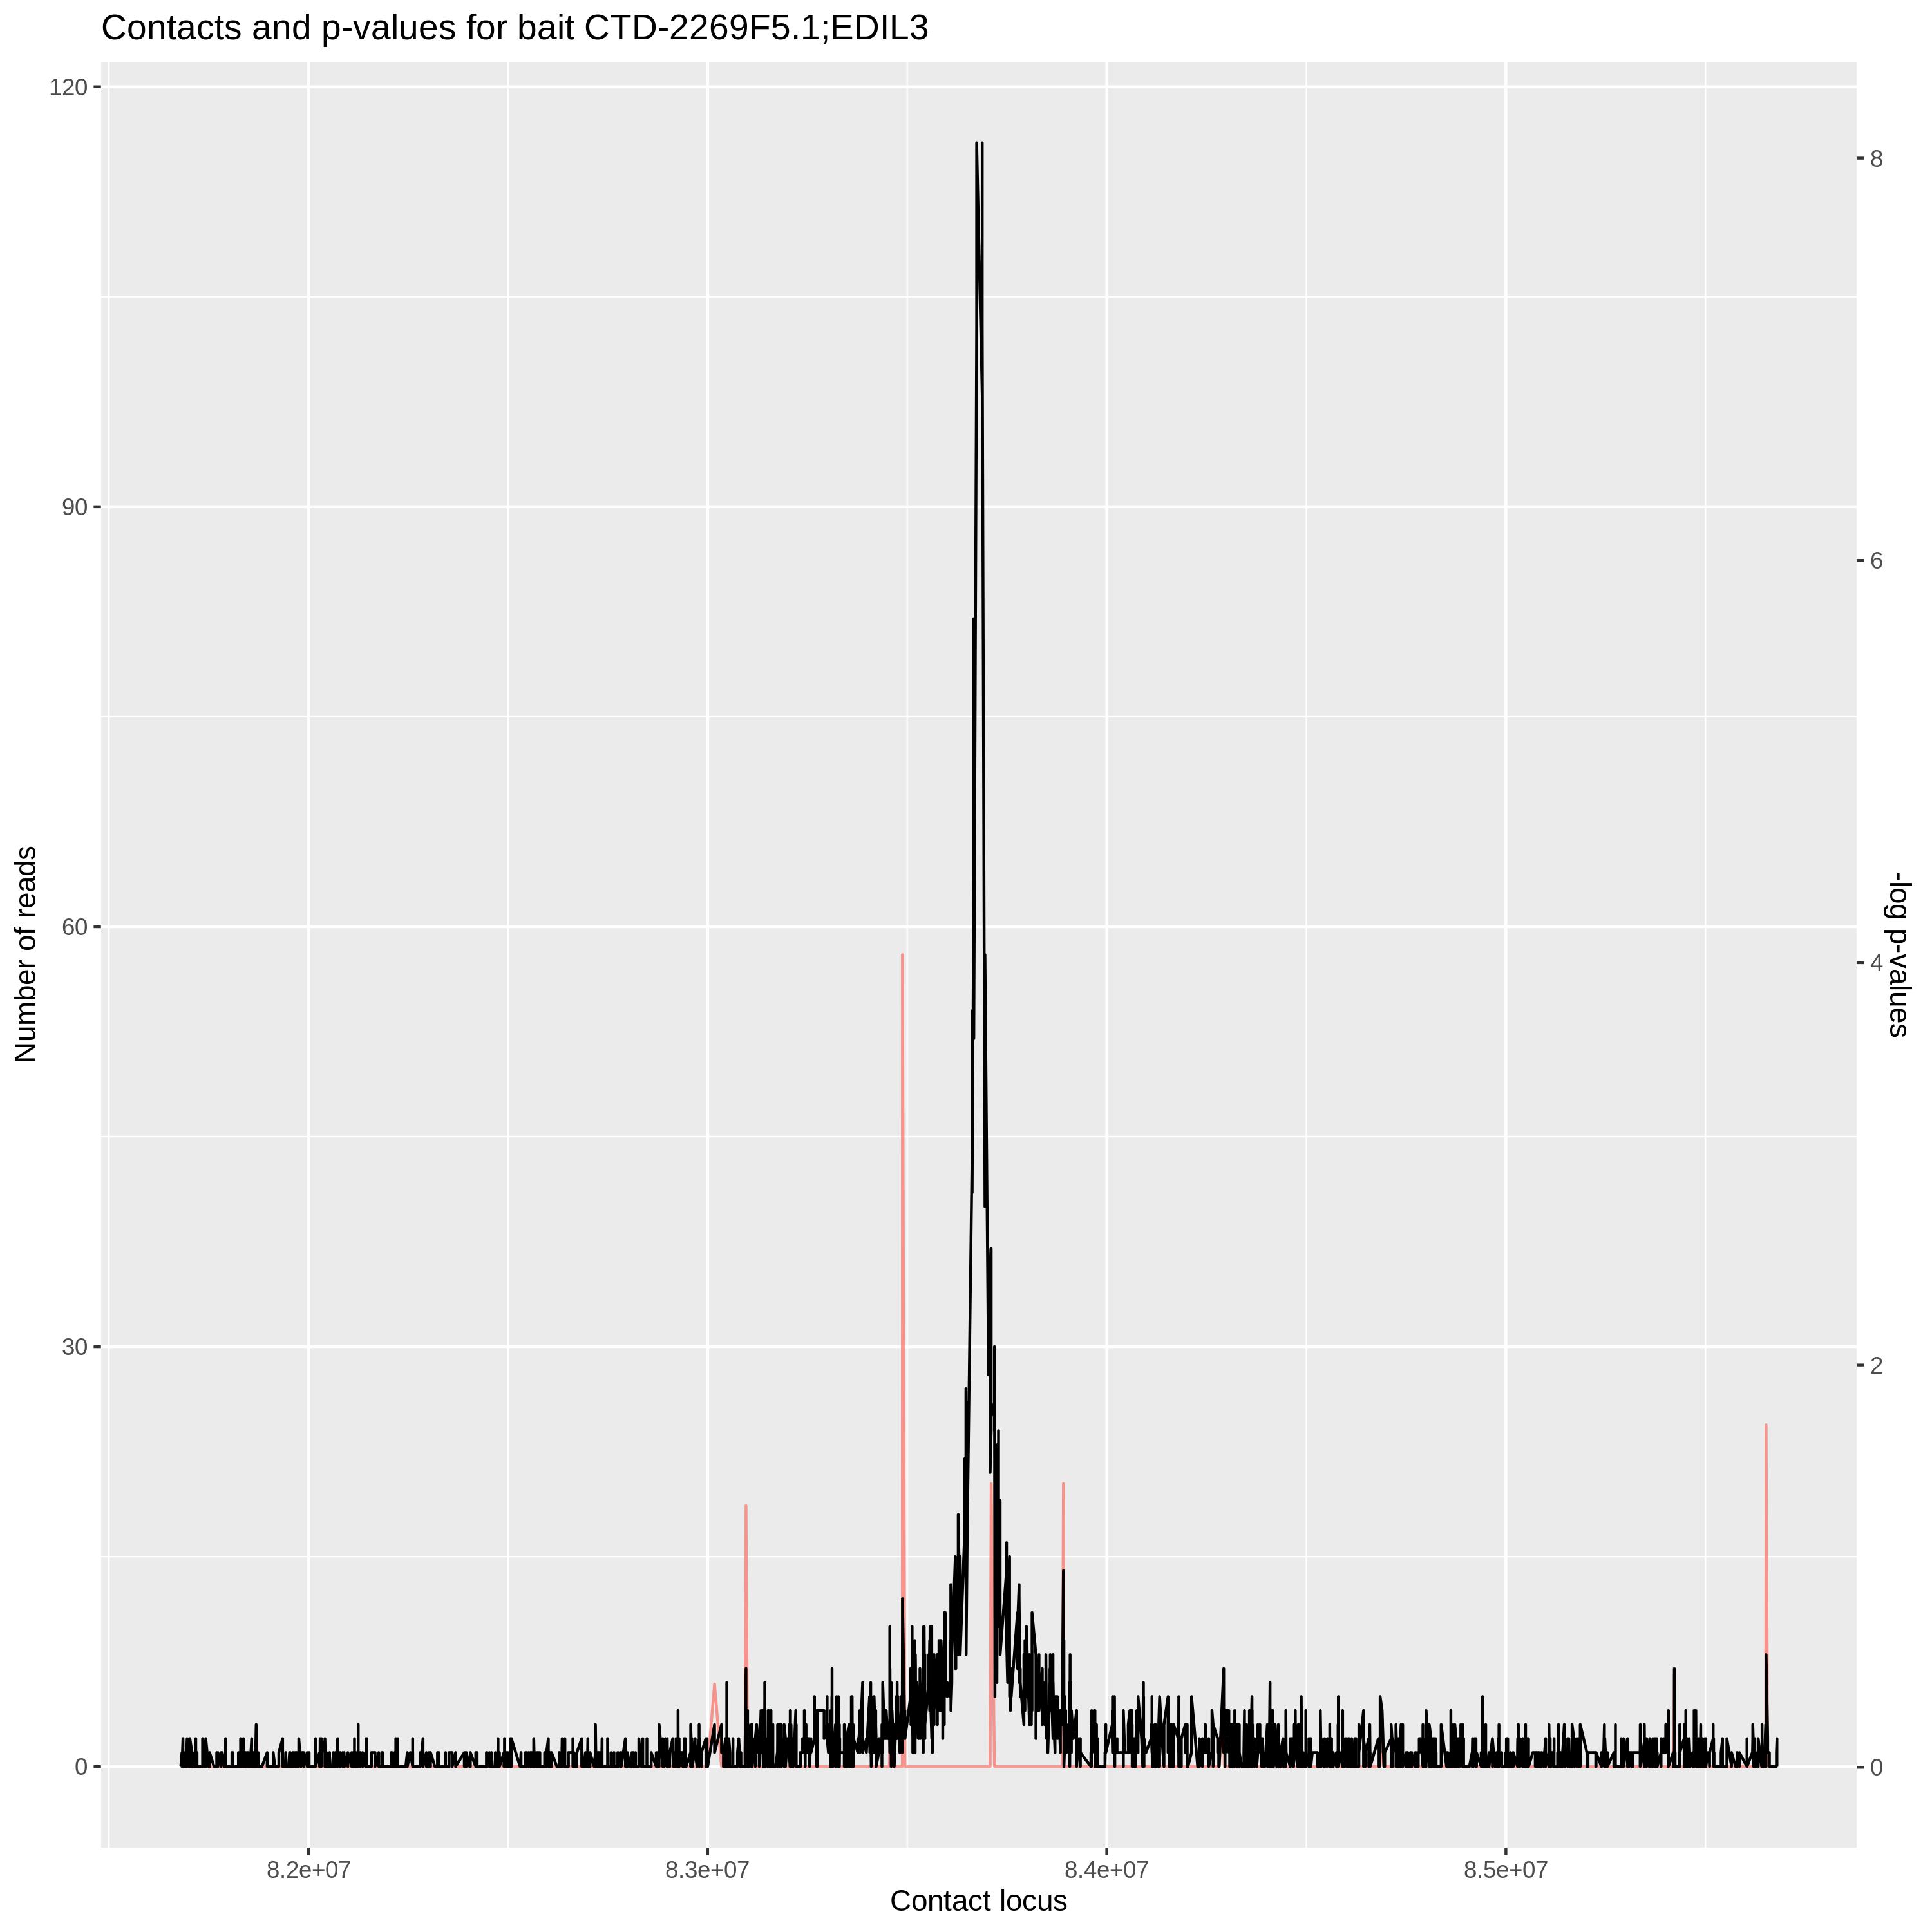 Contacts and p-values for bait CTD-2269F5.1;EDIL3
120
90
60
30
0
Number of reads
8
6
4
2
0
-log p-values
8.2e+07
8.3e+07
8.4e+07
8.5e+07
Contact locus